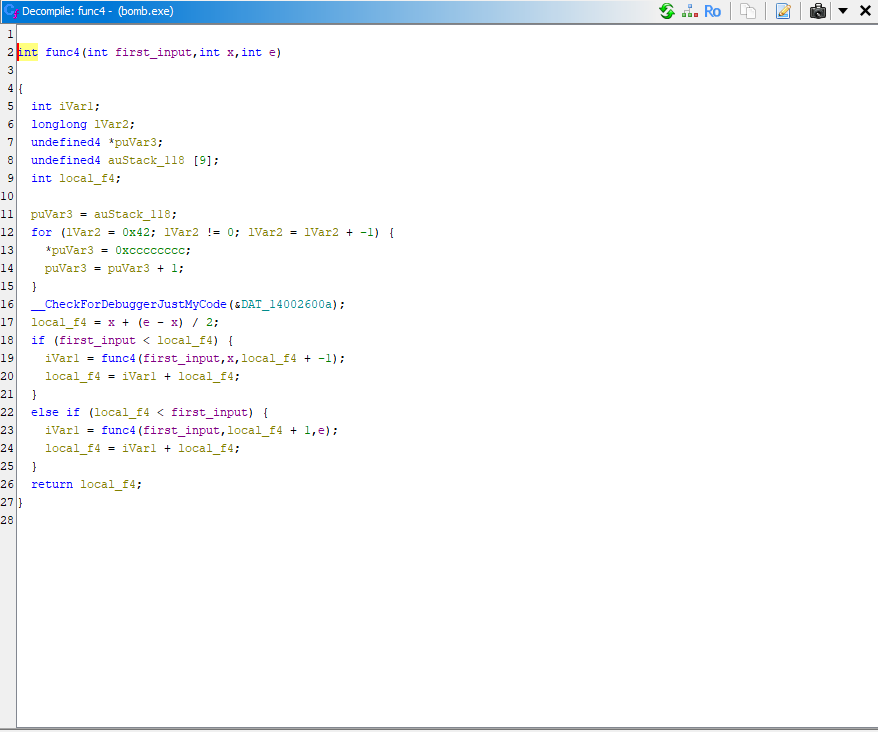 Decompile: func4 - (bomb.exe)
Ro
1
2 int func4(int first_input,int x,int e)
3
4 {
5 int iVar1;
6 longlong lVar2;
7 undefined4 *puVar3;
8 undefined4 auStack_118 [9];
9 int local_f4;
10
11 puVar3 = auStack_118;
12 for (lVar2 = 0x42; lVar2 != 0; lVar2 = lVar2 + -1) {
13 *puVar3 = 0xcccccccc;
14 puVar3 = puVar3 + 1;
15 }
16 __CheckForDebuggerJustMyCode(&DAT_14002600a);
17 local_f4 = x + (e - x) / 2;
18 if (first_input < local_f4) {
19 iVar1 = func4(first_input,x,local_f4 + -1);
20 local_f4 = iVar1 + local_f4;
21 }
22 else if (local_f4 < first_input) {
23 iVar1 = func4(first_input,local_f4 + 1,e);
24 local_f4 = iVar1 + local_f4;
25 }
26 return local_f4;
27 }
28